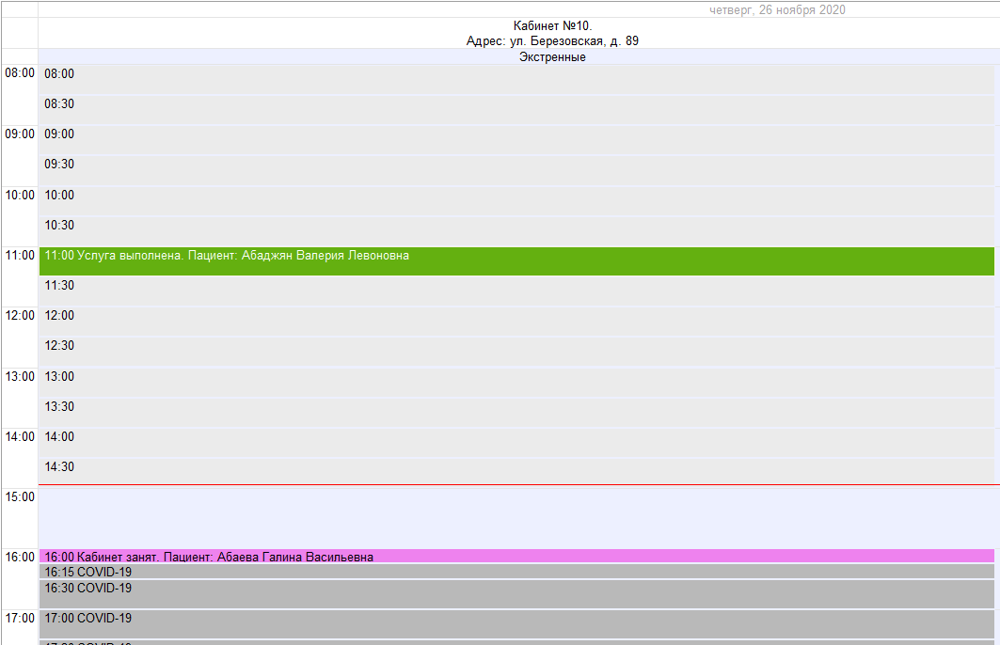 четверг, 26 ноября 2020
Кабинет №10.
Адрес: ул. Березовская, д. 89
Экстренные
08:00 08:00
08:30
09:00 09:00
09:30
10:00 10:00
10:30
11:00 11:00 Услуга выполнена. Пациент: Абаджян Валерия Левоновна
11:30
12:00 12:00
12:30
13:00 13:00
13:30
14:00 14:00
14:30
15:00
16:00 16:00 Кабинет занят. Пациент: Абаева Галина Васильевна
16:15 COVID-19
16:30 COVID-19
17:00 17:00 COVID-19